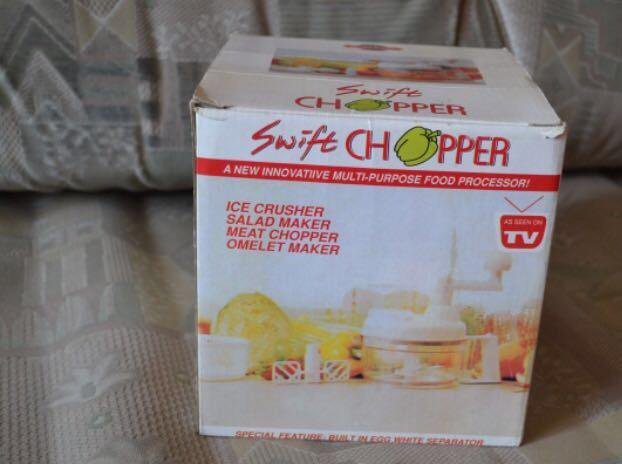 Swift
CHOPPER
Swift CHOPPER
A NEW INNOVATIIVE MULTI-PURPOSE FOOD PROCESSOR!
ICE CRUSHER
SALAD MAKER
MEAT CHOPPER
OMELET MAKER
AS SEEN ON
TV
SPECIAL FEATURE: BUILT IN EGG WHITE SEPARATOR